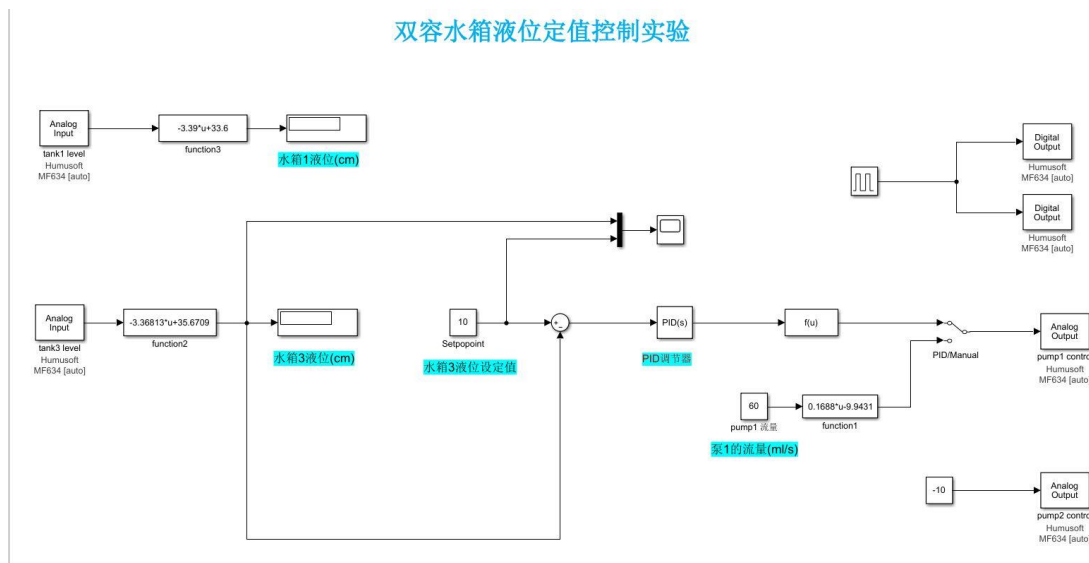 双容水箱液位定值控制实验
Analog
Input
tank1 level
Humusoft
MF634 [auto]
-3.39*u+33.6
function3
水箱1液位(cm)
Digital
Output
Humusoft
MF634 [auto]
Digital
Output
Humusoft
MF634 [auto]
Analog
Input
tank3 level
Humusoft
MF634 [auto]
-3.36813*u+35.6709
function2
水箱3液位(cm)
10
Setpopoint
水箱3液位设定值
+
-
PID(s)
PID调节器
f(u)
PID/Manual
Analog
Output
pump1 contro
Humusoft
MF634 [auto]
60
pump1 流量
泵1的流量(ml/s)
0.1688*u-9.9431
function1
-10
Analog
Output
pump2 contro
Humusoft
MF634 [auto]